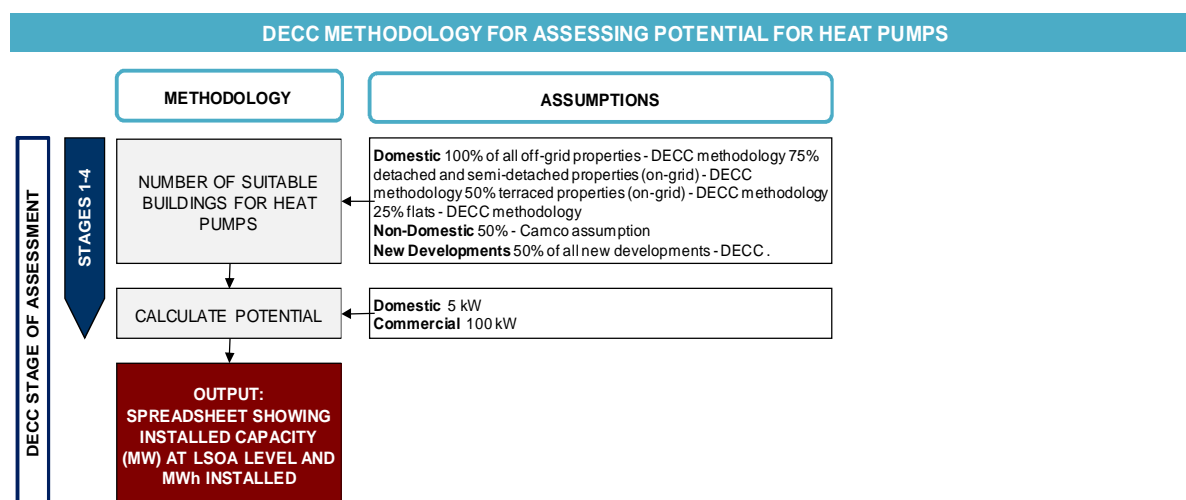 DECC METHODOLOGY FOR ASSESSING POTENTIAL FOR HEAT PUMPS
METHODOLOGY
ASSUMPTIONS
DECC STAGE OF ASSESSMENT
STAGES 1-4
NUMBER OF SUITABLE
BUILDINGS FOR HEAT
PUMPS
Domestic 100% of all off-grid properties - DECC methodology 75%
detached and semi-detached properties (on-grid) - DECC
methodology 50% terraced properties (on-grid) - DECC methodology
25% flats - DECC methodology
Non-Domestic 50% - Camco assumption
New Developments 50% of all new developments - DECC .
CALCULATE POTENTIAL
Domestic 5 kW
Commercial 100 kW
OUTPUT:
SPREADSHEET SHOWING
INSTALLED CAPACITY
(MW) AT LSOA LEVEL AND
MWh INSTALLED